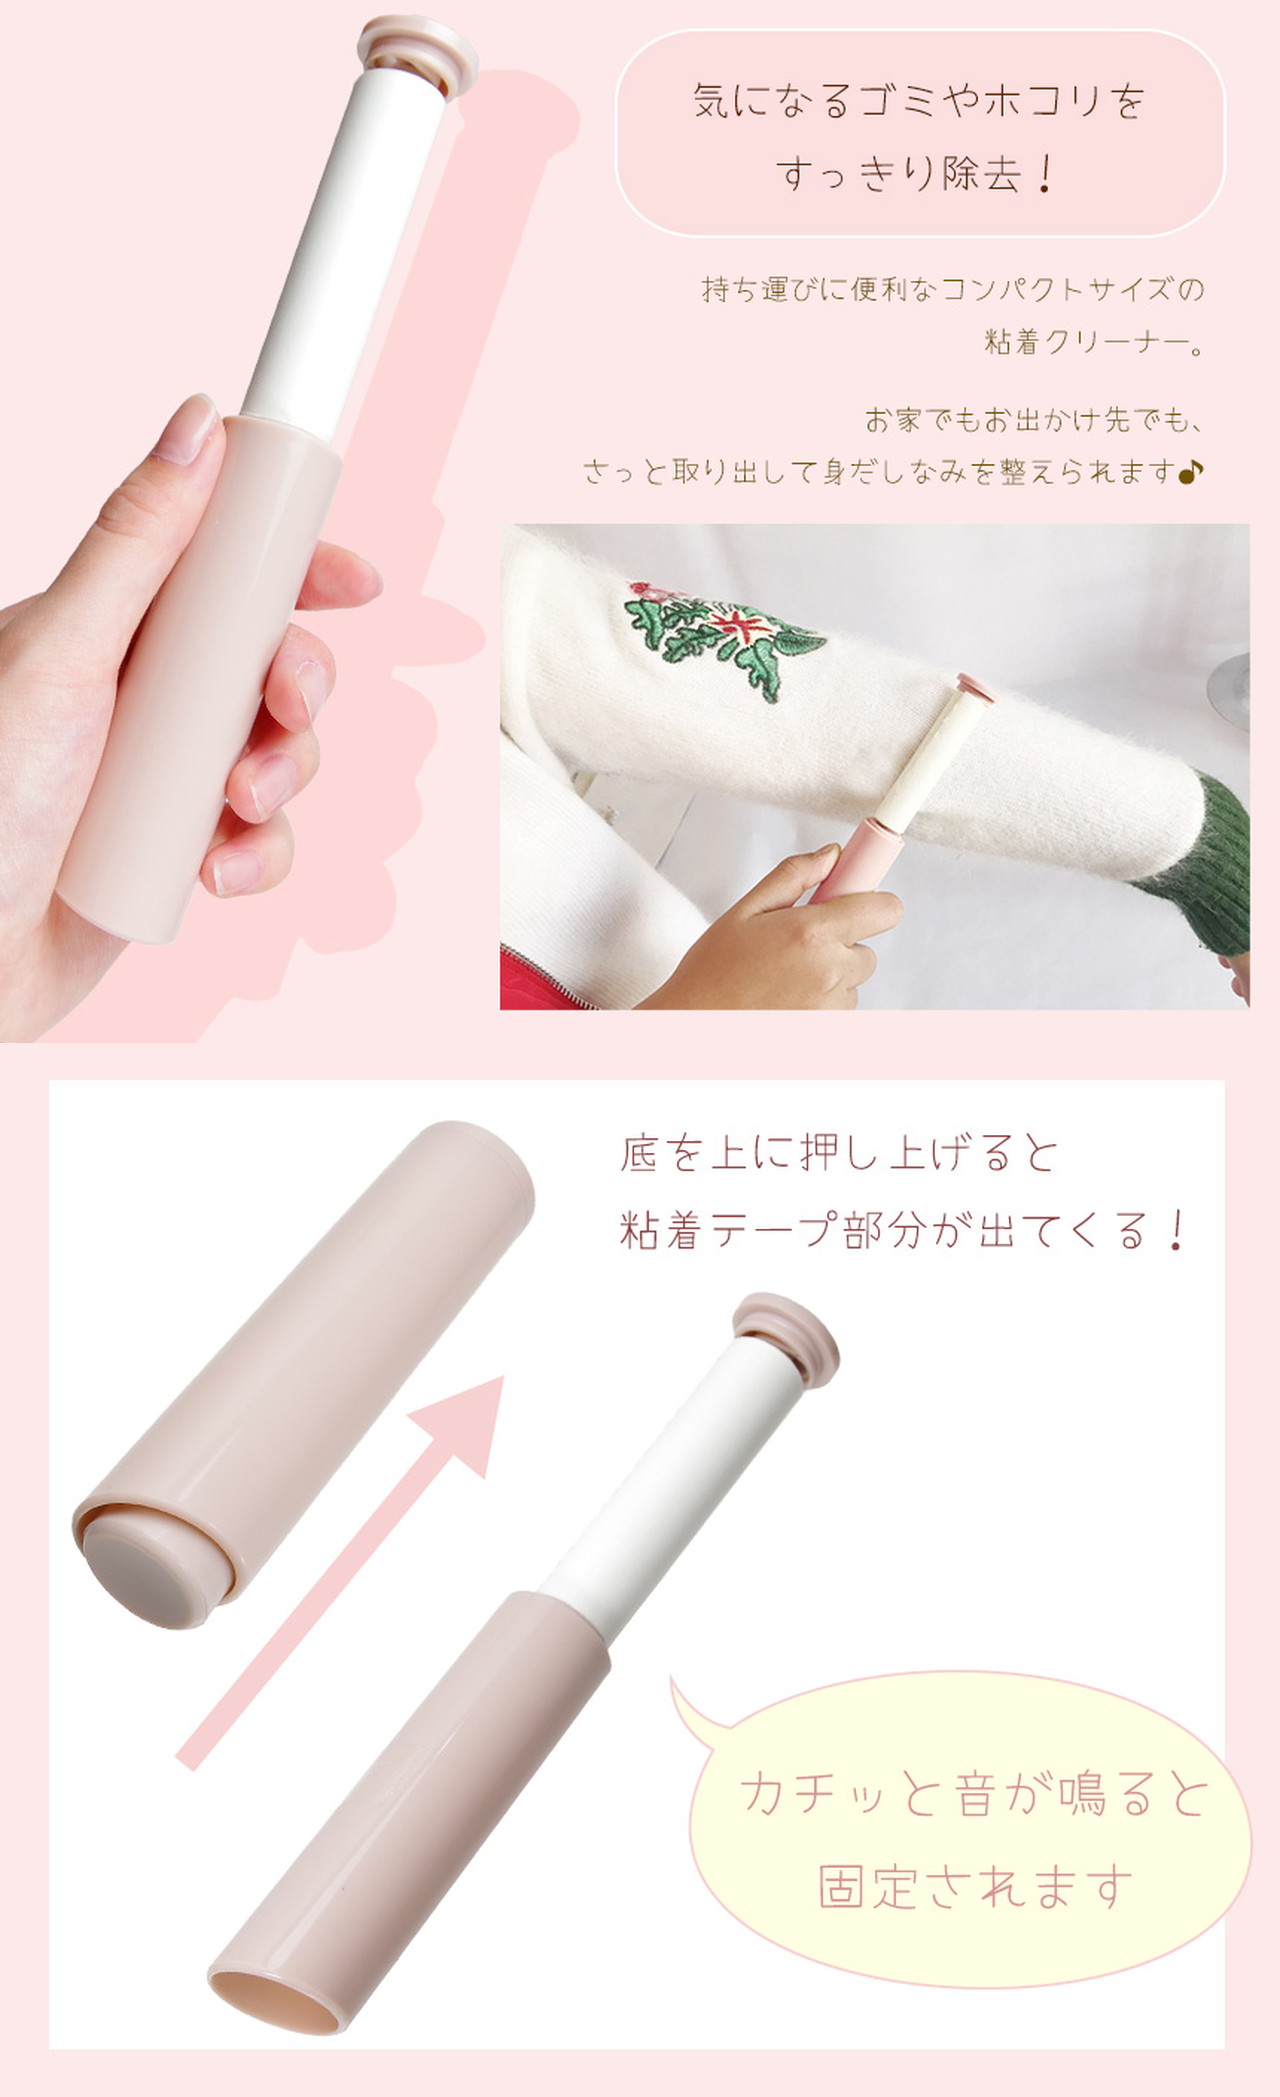 気になるゴミやホコリを
すっきり除去！
持ち運びに便利なコンパクトサイズの
粘着クリーナー。
お家でもお出かけ先でも、
さっと取り出して身だしなみを整えられます♪
底を上に押し上げると
粘着テープ部分が出てくる！
カチッと音が鳴ると
固定されます